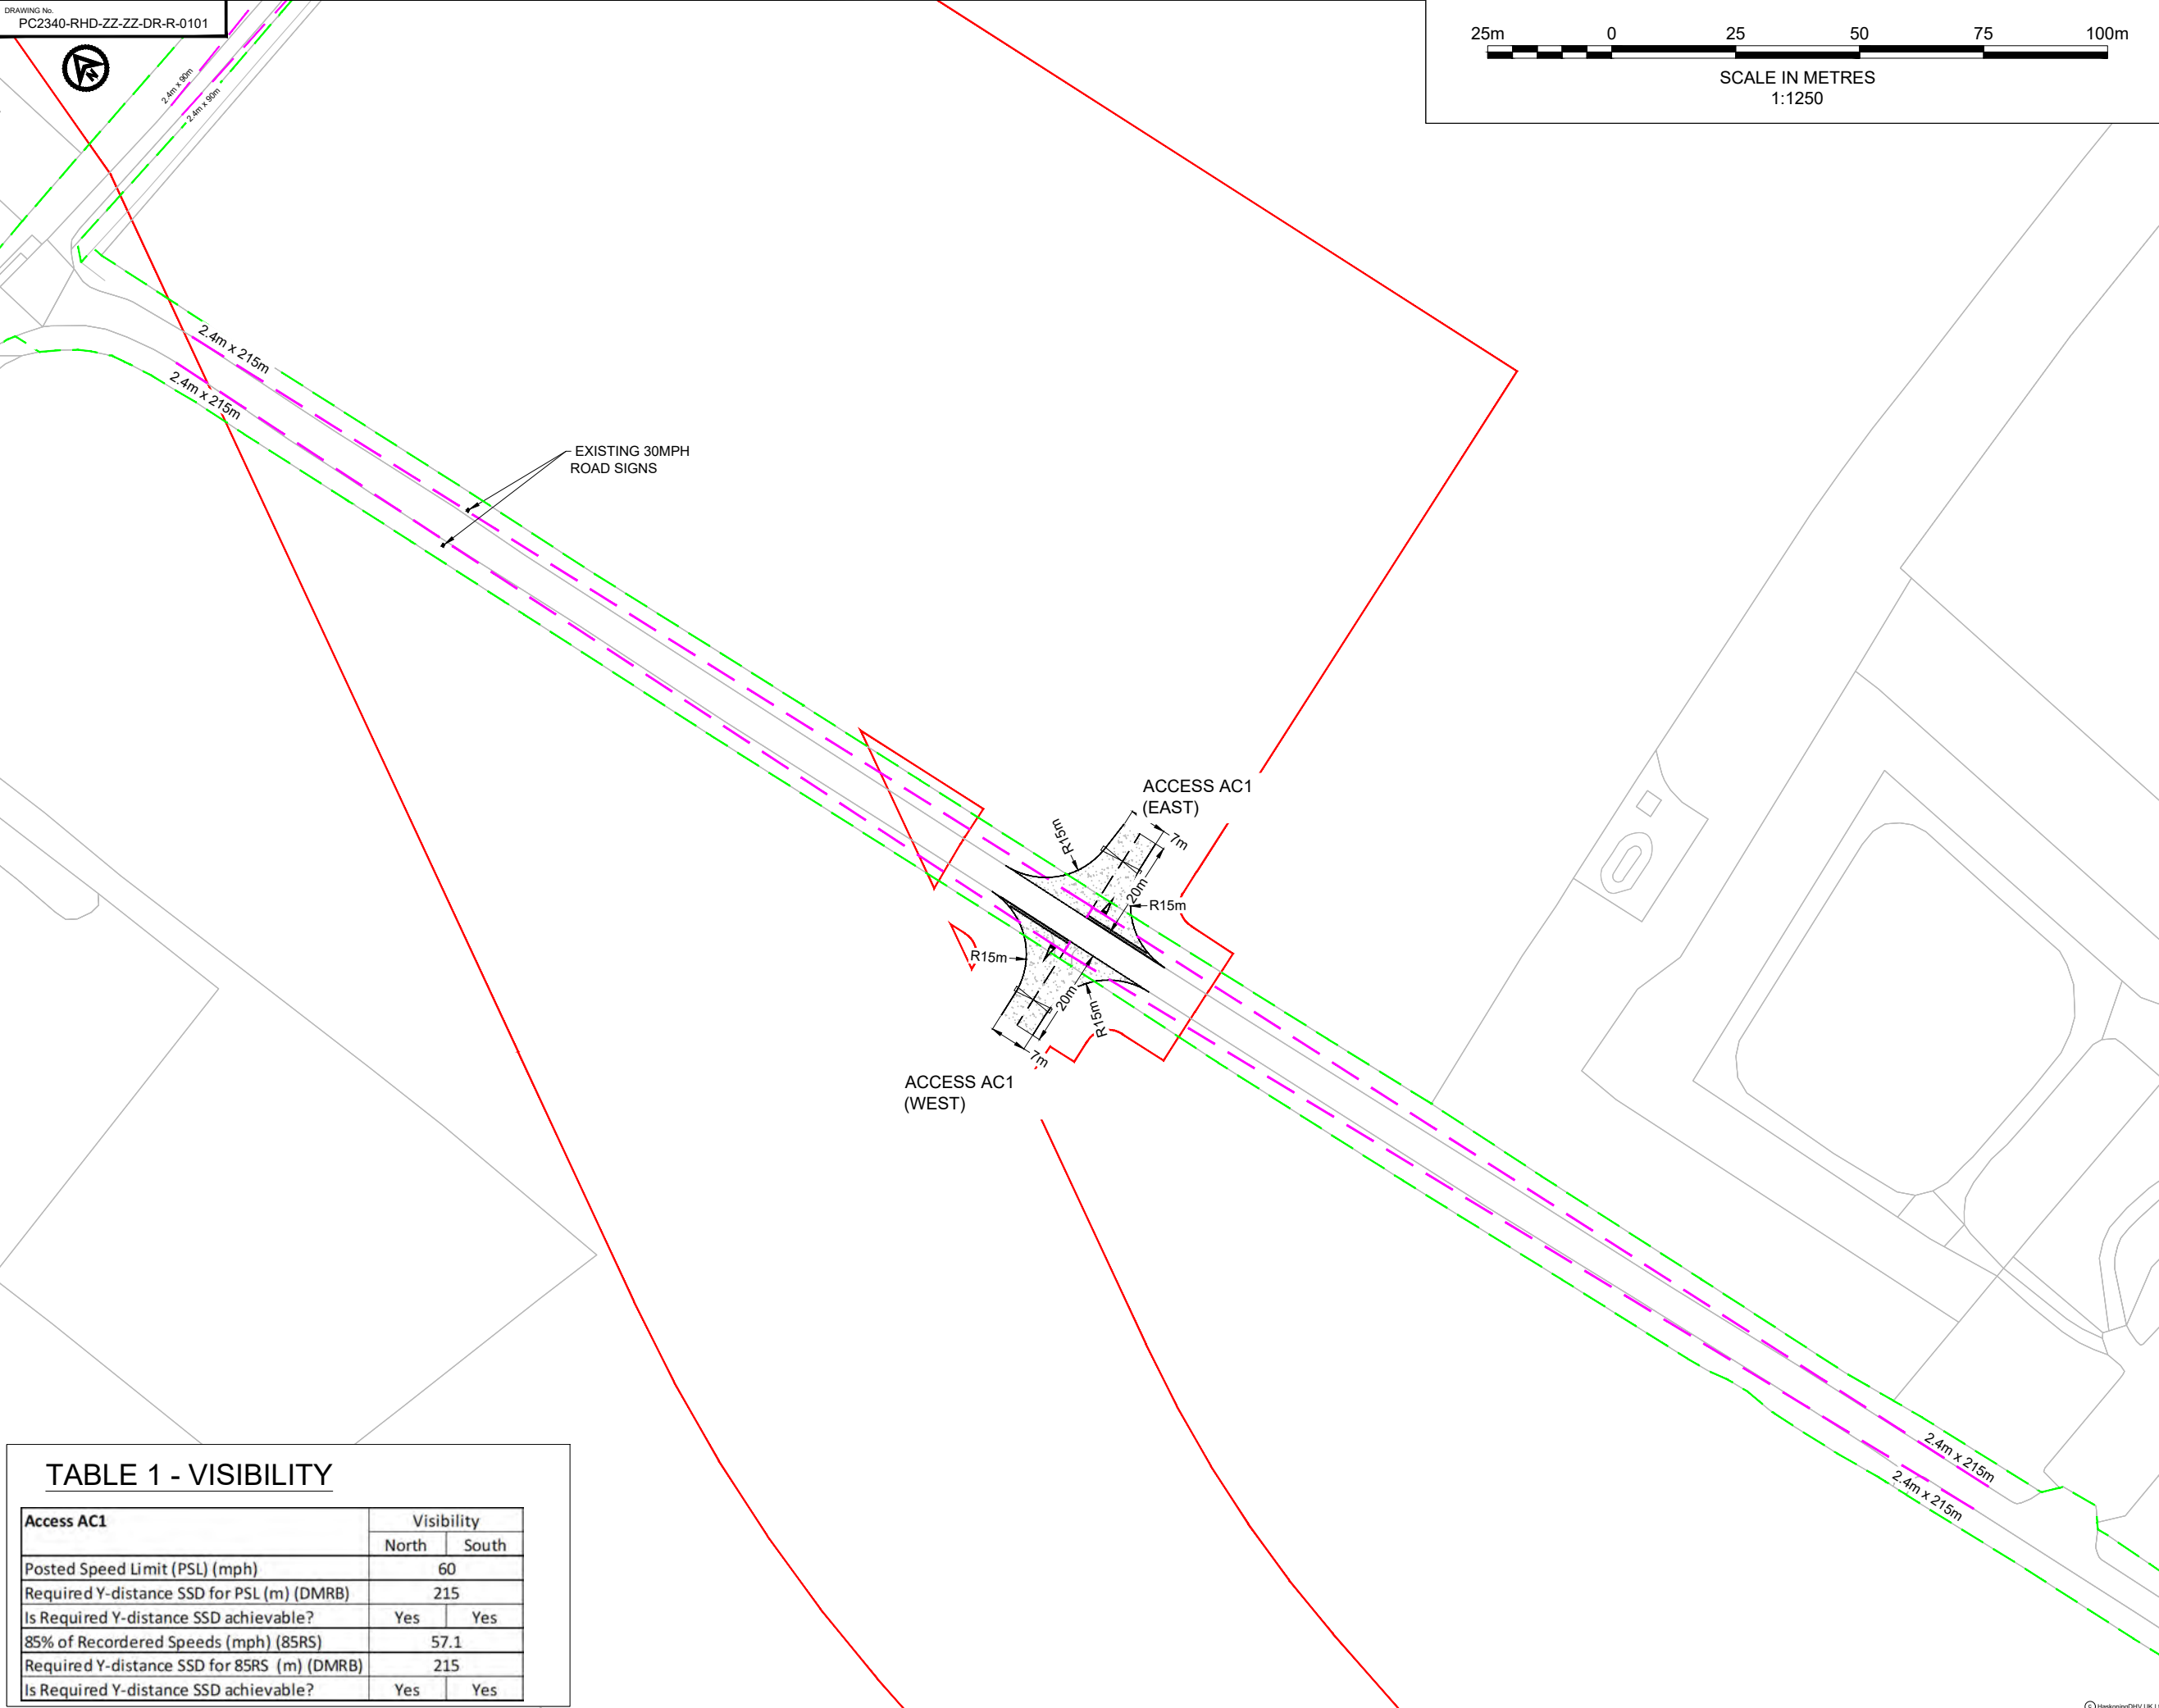 DRAWING No.
PC2340-RHD-ZZ-ZZ-DR-R-0101
N
25m 0 25 50 75 100m
SCALE IN METRES
1:1250
2.4m x 90m
2.4m x 90m
2.4m x 215m
2.4m x 215m
EXISTING 30MPH
ROAD SIGNS
ACCESS AC1
(EAST)
R15m
7m
20m
R15m
R15m
20m
R15m
7m
ACCESS AC1
(WEST)
2.4m x 215m
2.4m x 215m
TABLE 1 - VISIBILITY
Access AC1 Visibility
North South
Posted Speed Limit (PSL) (mph) 60
Required Y-distance SSD for PSL (m) (DMRB) 215
Is Required Y-distance SSD achievable? Yes Yes
85% of Recordered Speeds (mph) (85RS) 57.1
Required Y-distance SSD for 85RS (m) (DMRB) 215
Is Required Y-distance SSD achievable? Yes Yes